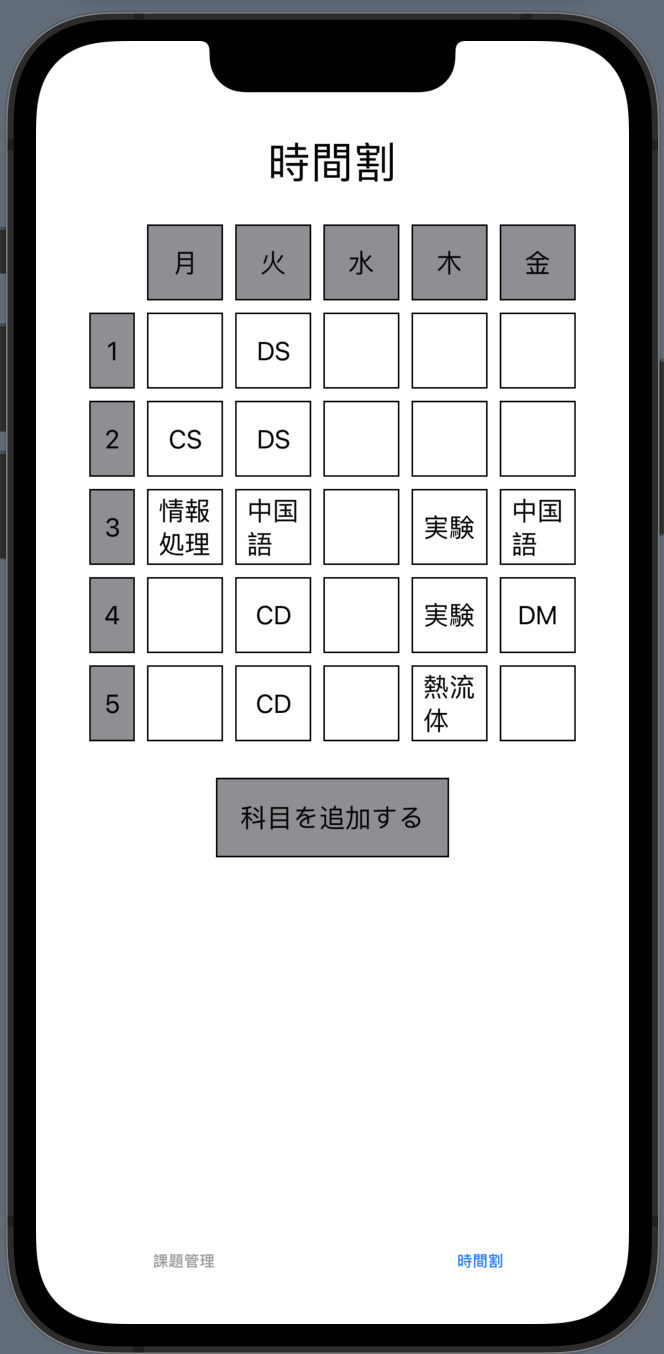 時間割
月 火 水 木 金
1 DS
2 CS DS
3 情報 中国 実験 中国
処理 語 語
4 CD 実験 DM
5 CD 熱流
体
科目を追加する
課題管理 時間割